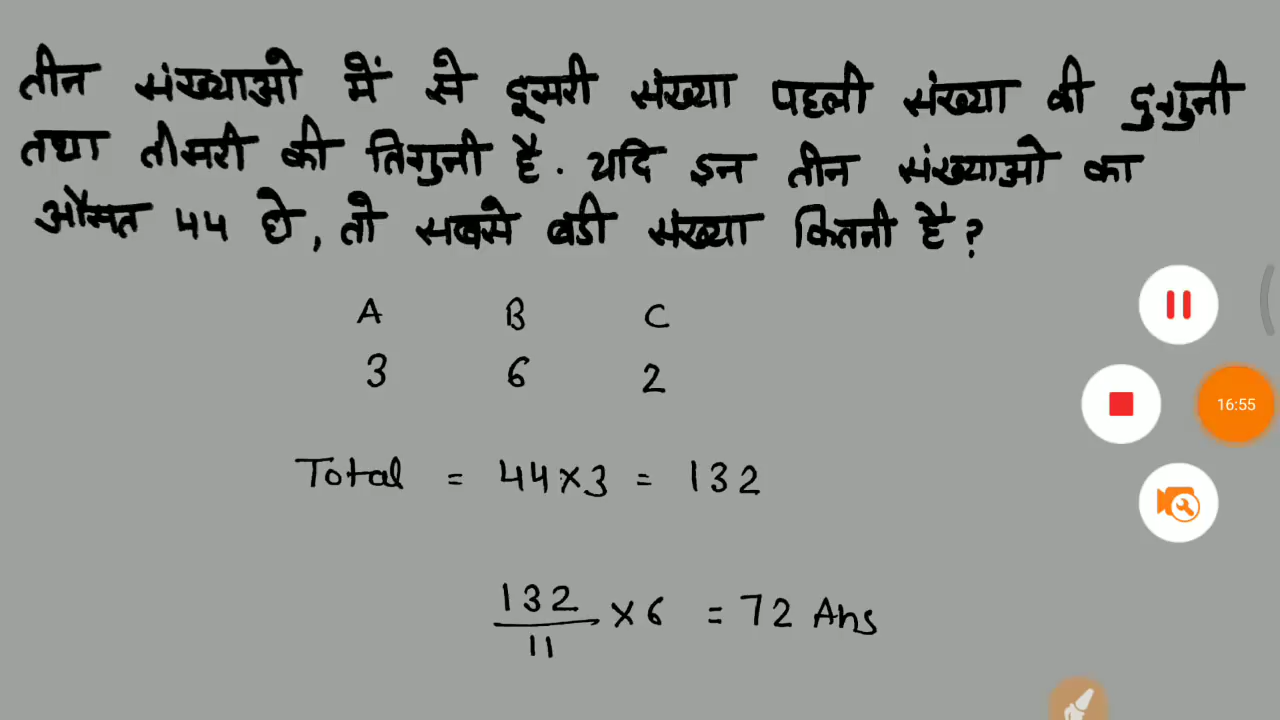 तीन संख्याओ में से दूसरी संख्या पहली संख्या की दुगुनी
तथा तीसरी की तिगुनी है. यदि इन तीन संख्याओ का
औसत 44 हो, तो सबसे बडी संख्या कितनी है?
A B C
3 6 2
Total = 44×3 = 132
132/11 ×6 = 72 Ans
16:55